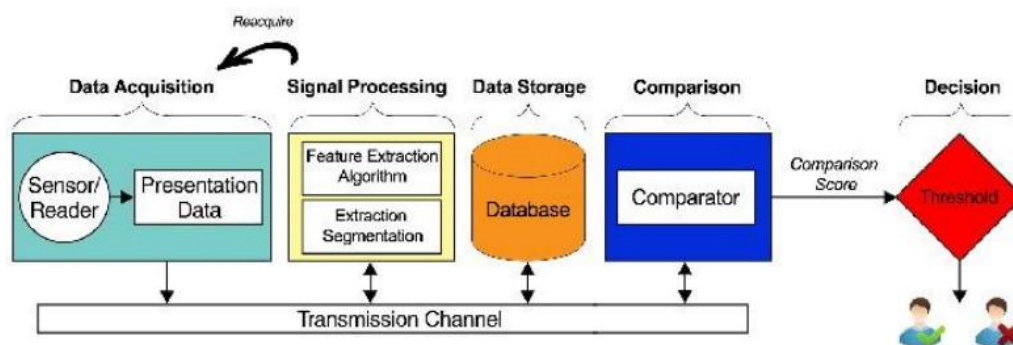 Reacquire
Data Acquisition
Signal Processing
Data Storage
Comparison
Decision
Sensor/
Reader
Presentation
Data
Feature Extraction
Algorithm
Extraction
Segmentation
Database
Comparator
Comparison
Score
Threshold
Transmission Channel